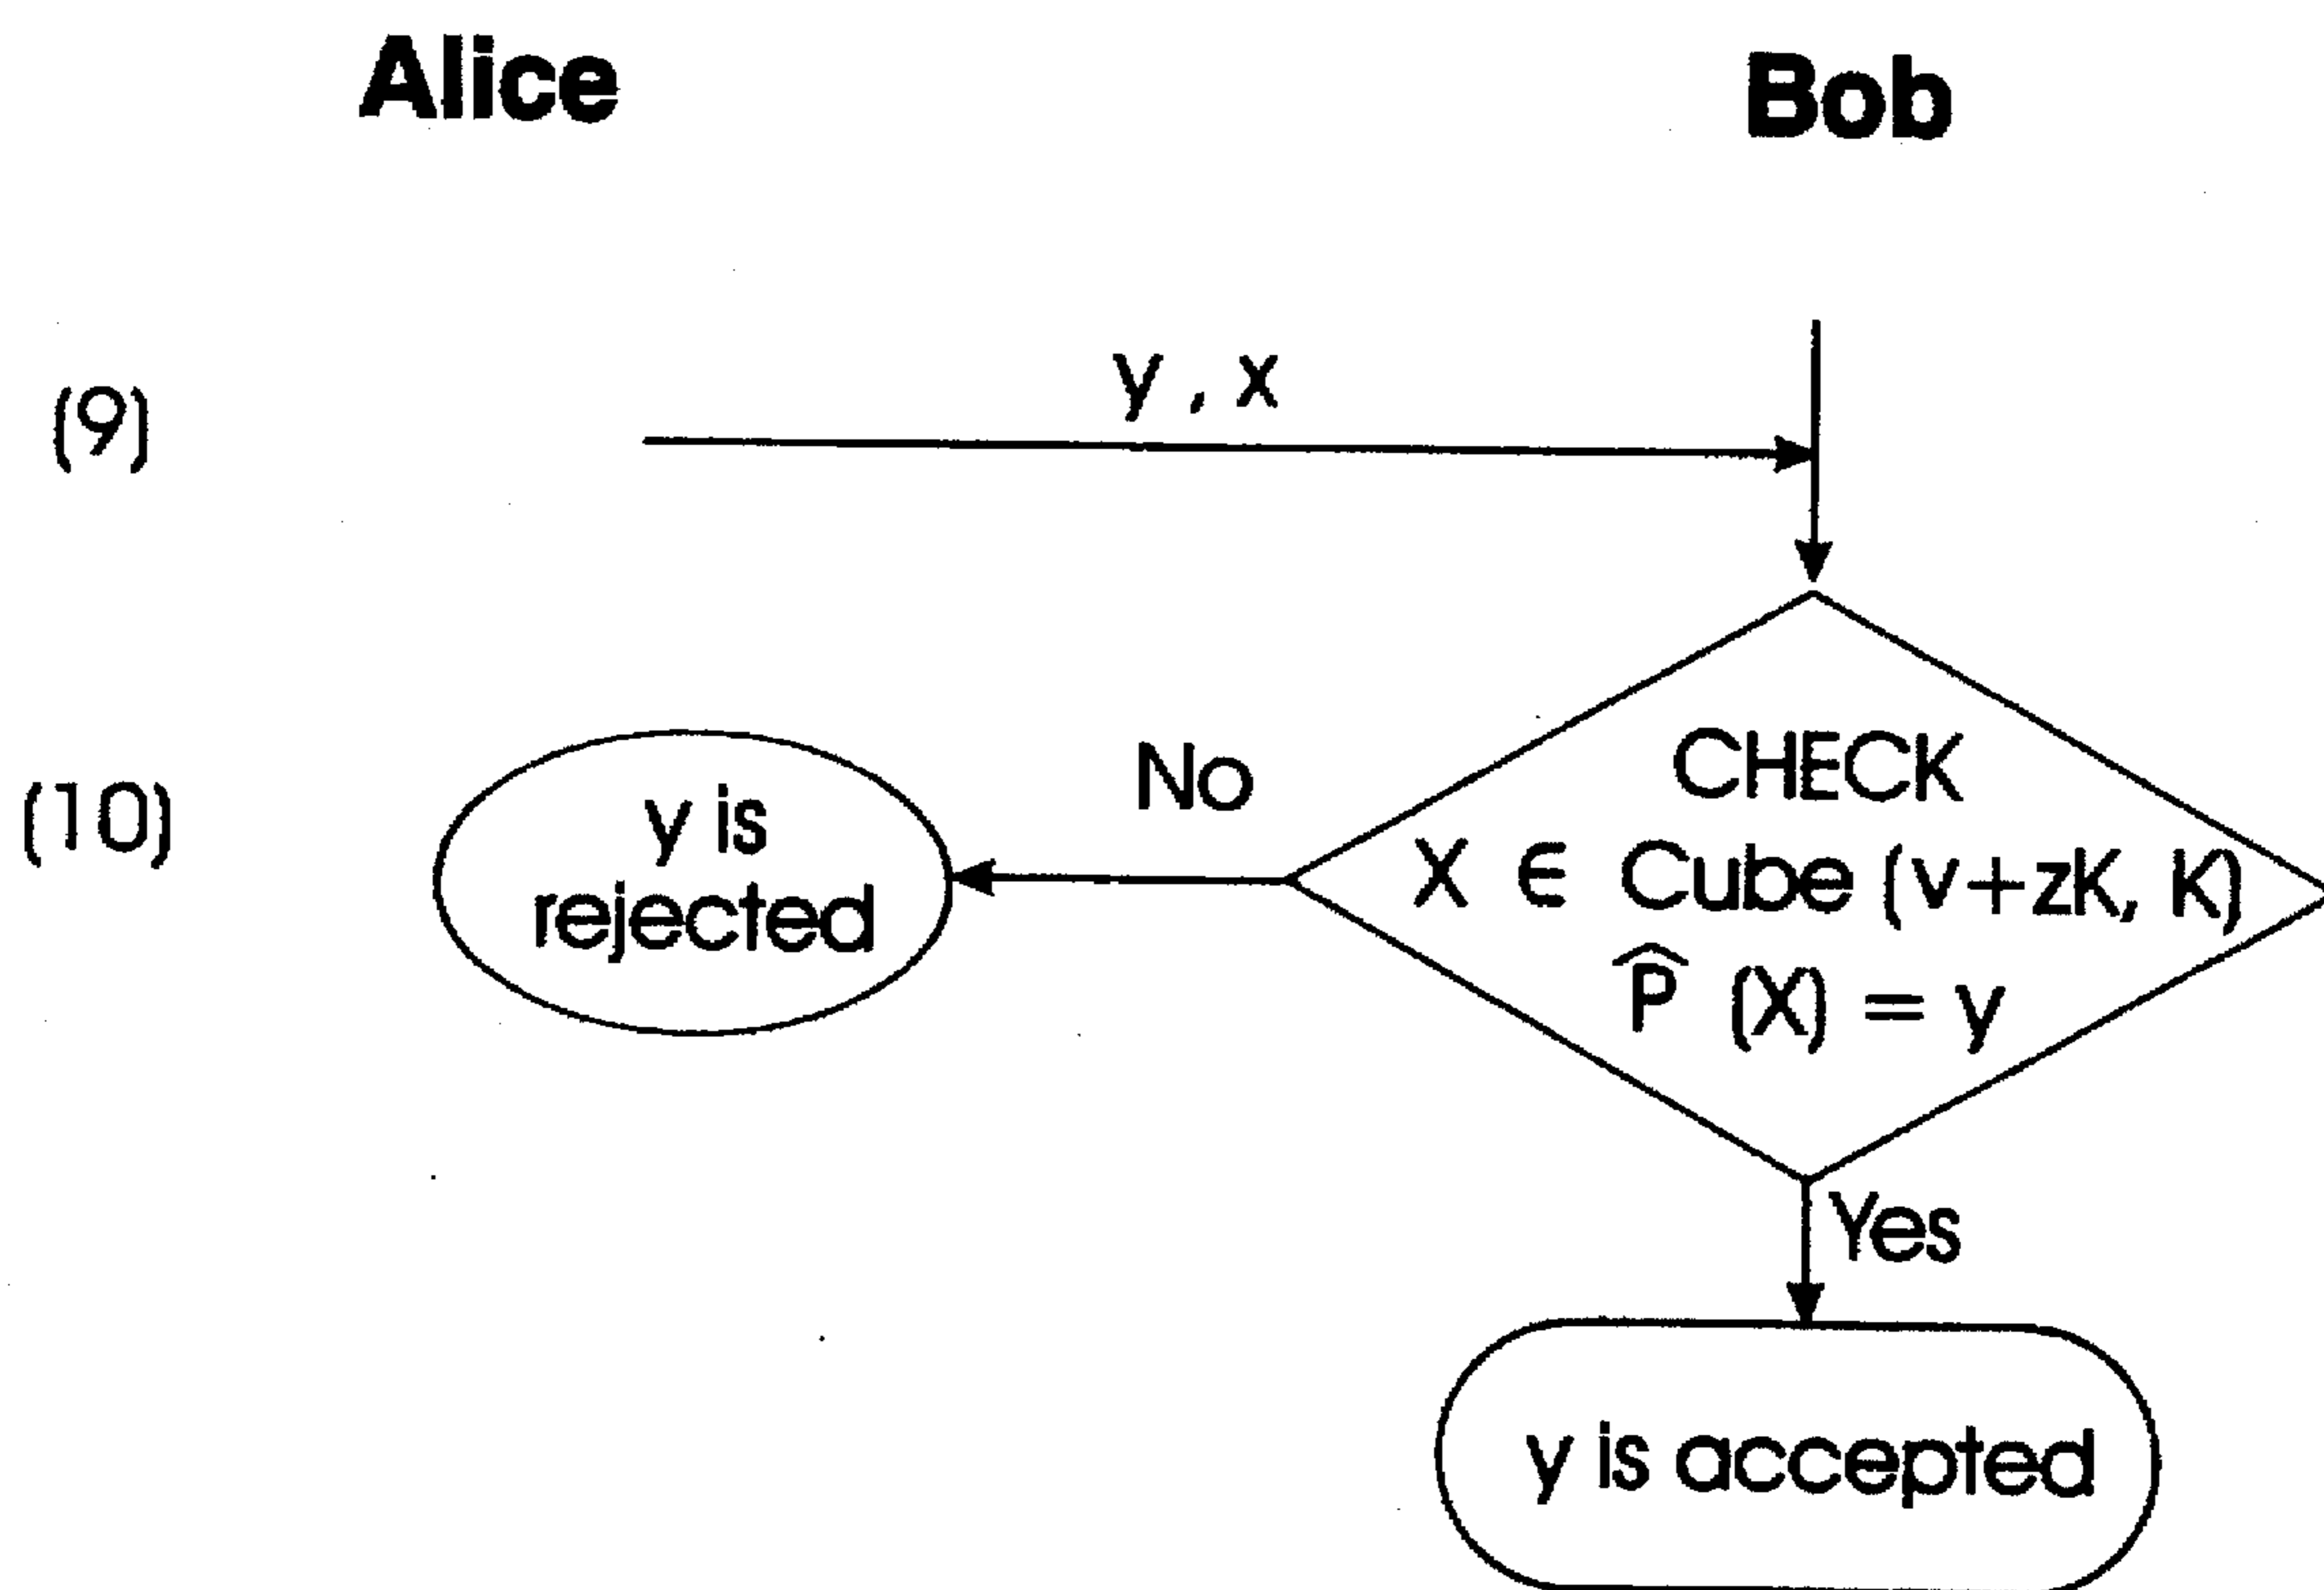 Alice
Bob
(9)
y , x
(10)
y is
rejected
No
CHECK
X ∈ Cube (v+zK, K)
P̂ (X) = y
Yes
y is accepted